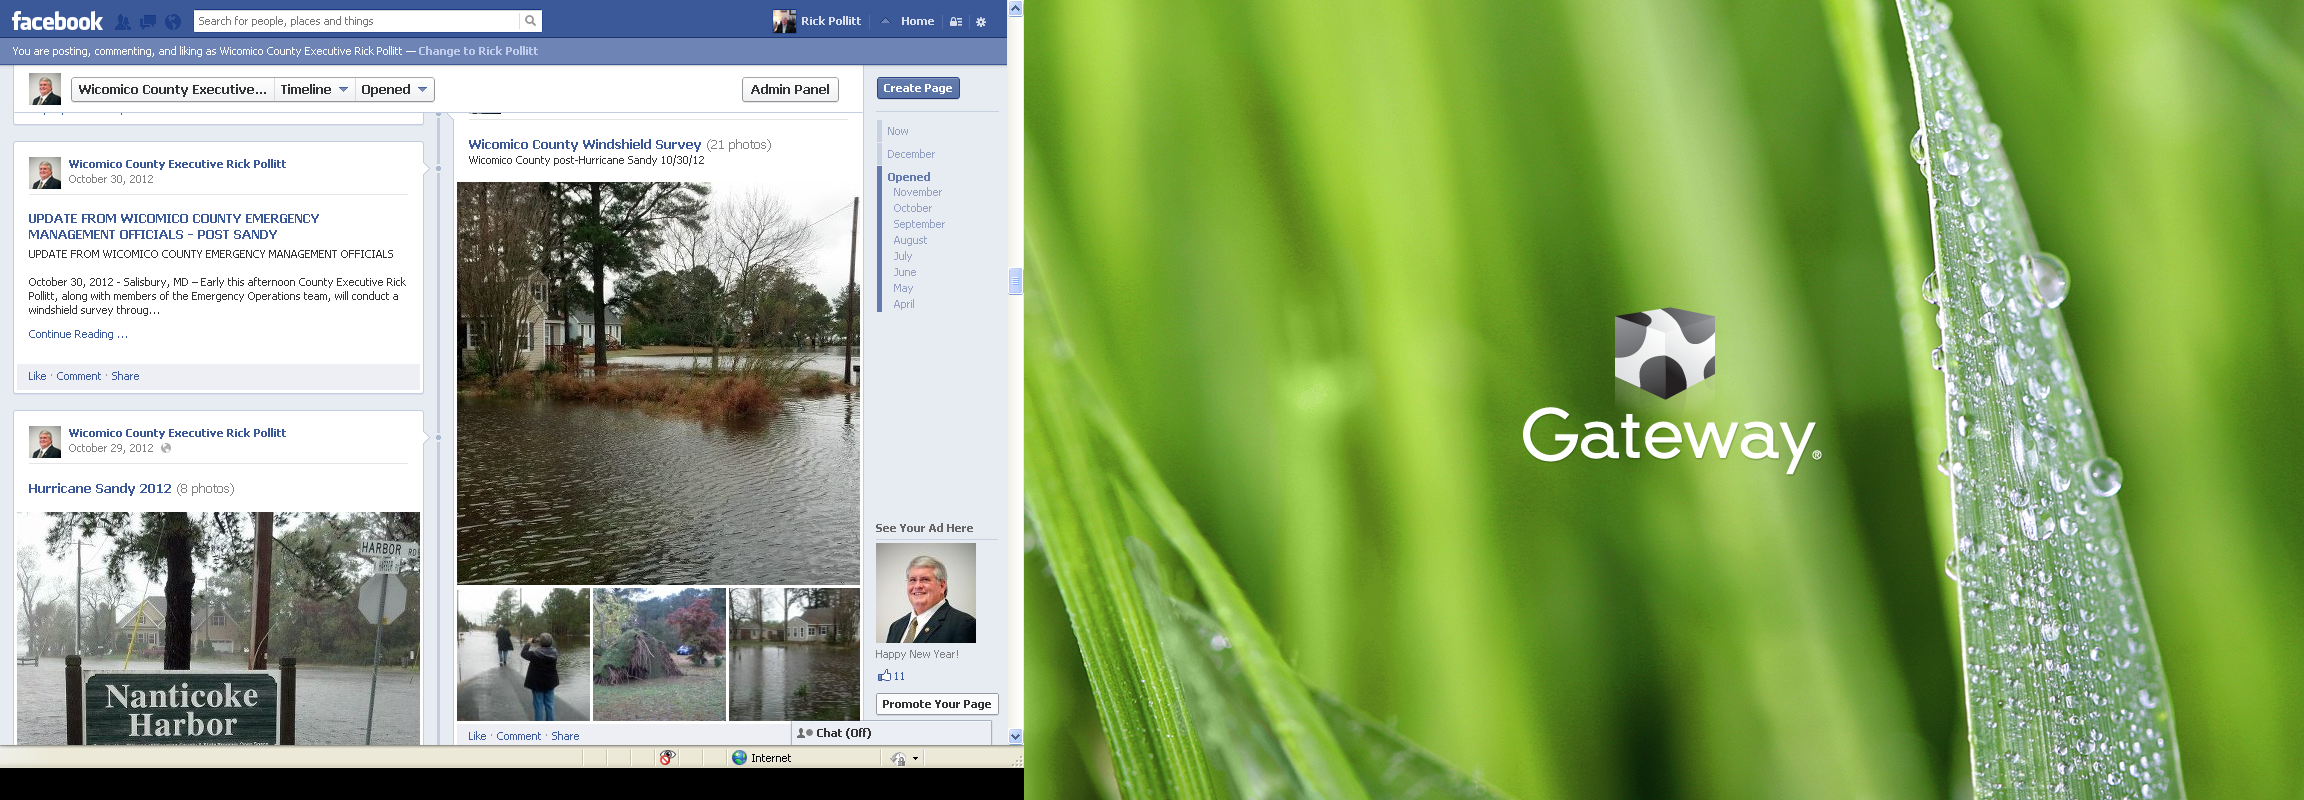 facebook
Search for people, places and things
Rick Pollitt
Home
You are posting, commenting, and liking as Wicomico County Executive Rick Pollitt — Change to Rick Pollitt
Wicomico County Executive...
Timeline
Opened
Admin Panel
Create Page
Now
December
Opened
November
October
September
August
July
June
May
April
Wicomico County Executive Rick Pollitt
October 30, 2012
UPDATE FROM WICOMICO COUNTY EMERGENCY
MANAGEMENT OFFICIALS - POST SANDY
UPDATE FROM WICOMICO COUNTY EMERGENCY MANAGEMENT OFFICIALS
October 30, 2012 - Salisbury, MD – Early this afternoon County Executive Rick
Pollitt, along with members of the Emergency Operations team, will conduct a
windshield survey throug...
Continue Reading ...
Like · Comment · Share
Wicomico County Executive Rick Pollitt
October 29, 2012
Hurricane Sandy 2012 (8 photos)
HARBOR RD
Nanticoke
Harbor
Wicomico County Windshield Survey (21 photos)
Wicomico County post-Hurricane Sandy 10/30/12
Like · Comment · Share
See Your Ad Here
Happy New Year!
11
Promote Your Page
Chat (Off)
Internet
Gateway®